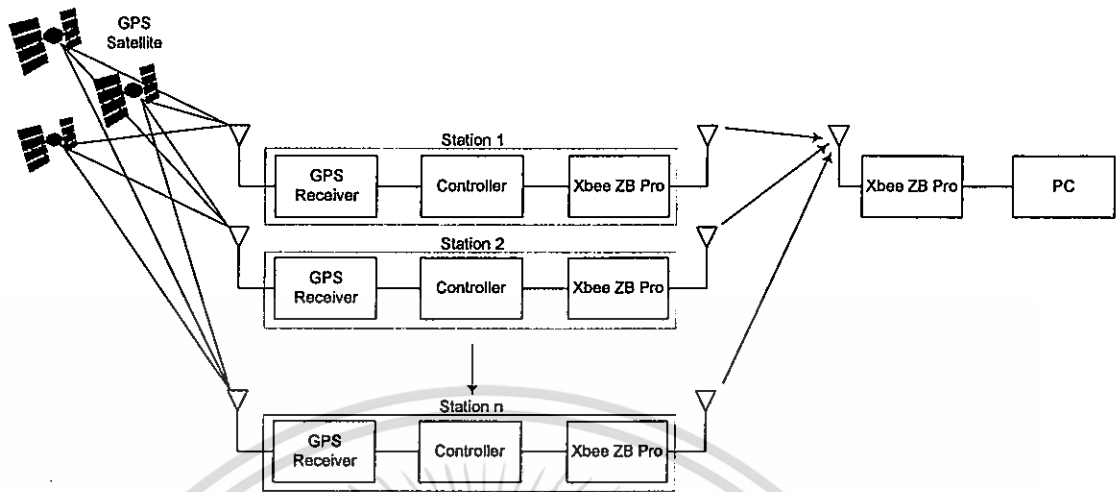 GPS
Satellite
Station 1
GPS
Receiver
Controller
Xbee ZB Pro
Xbee ZB Pro
PC
Station 2
GPS
Receiver
Controller
Xbee ZB Pro
Station n
GPS
Receiver
Controller
Xbee ZB Pro